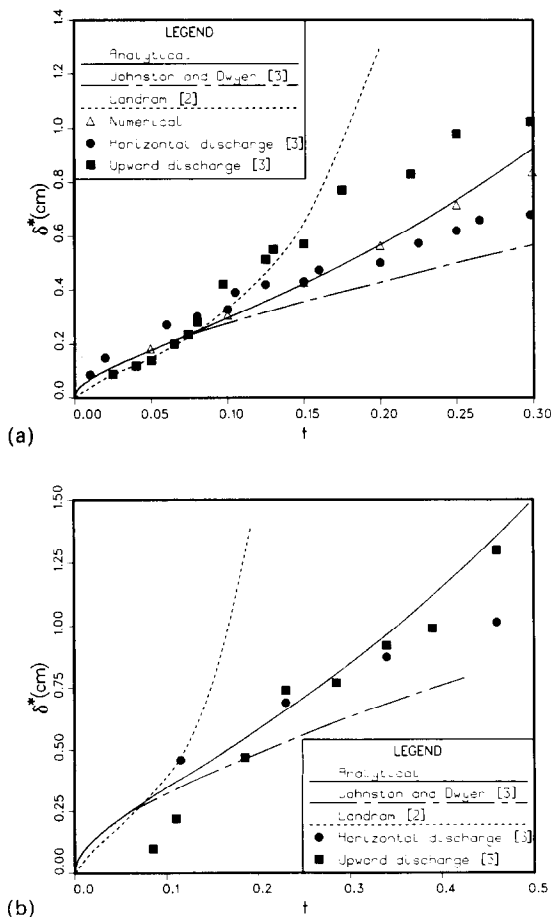 LEGEND
Analytical
Johnston and Dwyer [3]
Landram [2]
Numerical
Horizontal discharge [3]
Upward discharge [3]
1.4
1.2
1.0
0.8
0.6
0.4
0.2
0.0
δ*(cm)
0.00 0.05 0.10 0.15 0.20 0.25 0.30
t
(a)
1.50
1.25
1.00
0.75
0.50
0.25
0.00
δ*(cm)
LEGEND
Analytical
Johnston and Dwyer [3]
Landram [2]
Horizontal discharge [3]
Upward discharge [3]
0.1 0.2 0.3 0.4 0.5
t
(b)